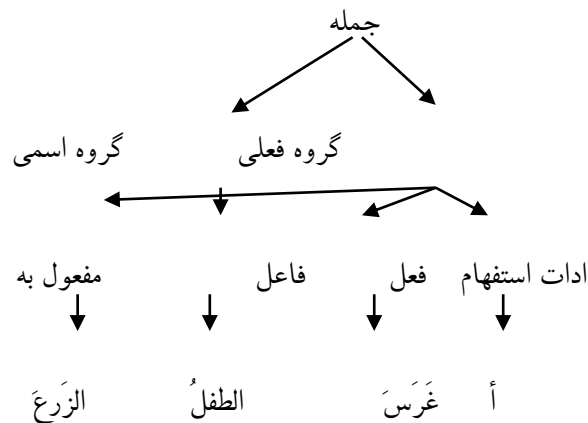 جمله
گروه فعلی گروه اسمی
ادات استفهام فعل فاعل مفعول به
أ غَرَسَ الطفلُ الزَرعَ